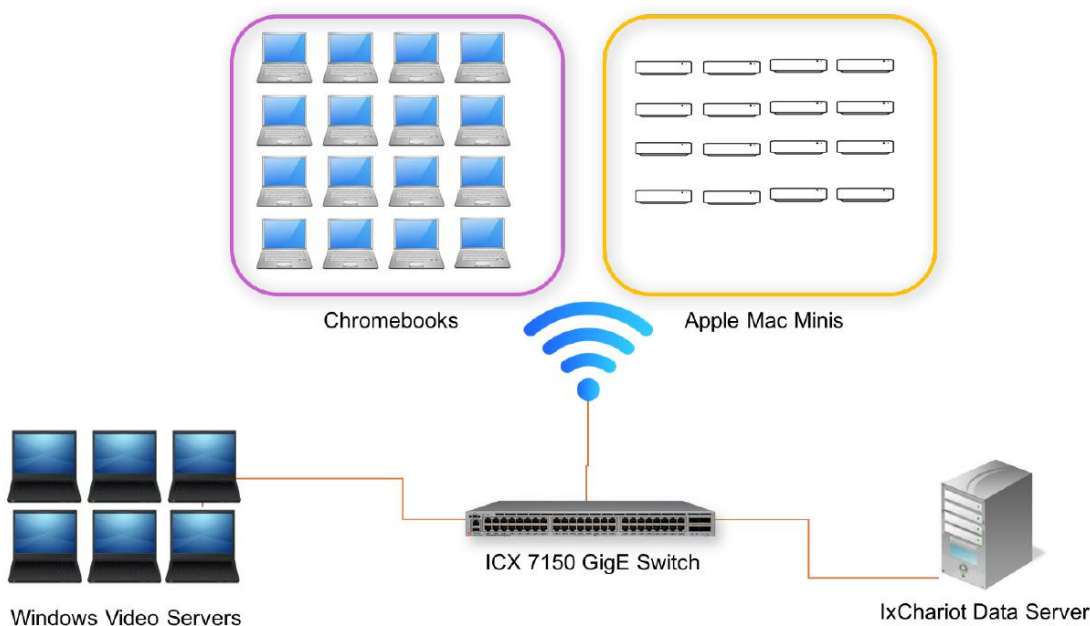 Chromebooks
Apple Mac Minis
ICX 7150 GigE Switch
Windows Video Servers
IxChariot Data Server